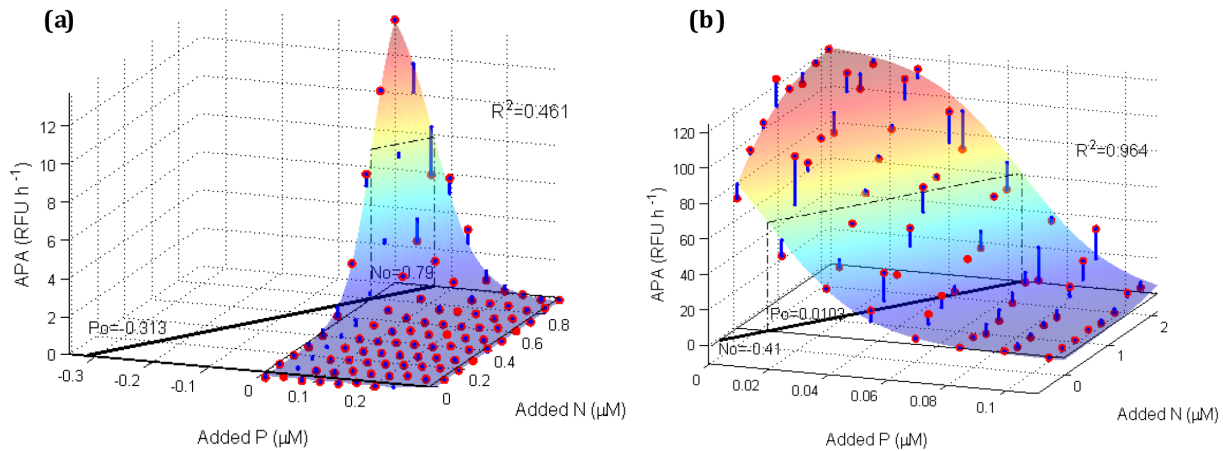 (a)
R²=0.461
APA (RFU h⁻¹)
12
10
8
6
4
2
0
No=0.79
Po=-0.313
-0.3
-0.2
-0.1
0
0.1
0.2
0
0.2
0.4
0.6
0.8
Added P (μM)
Added N (μM)
(b)
R²=0.964
APA (RFU h⁻¹)
120
100
80
60
40
20
0
Po=0.0103
No=-0.41
0
0.02
0.04
0.06
0.08
0.1
0
1
2
Added P (μM)
Added N (μM)